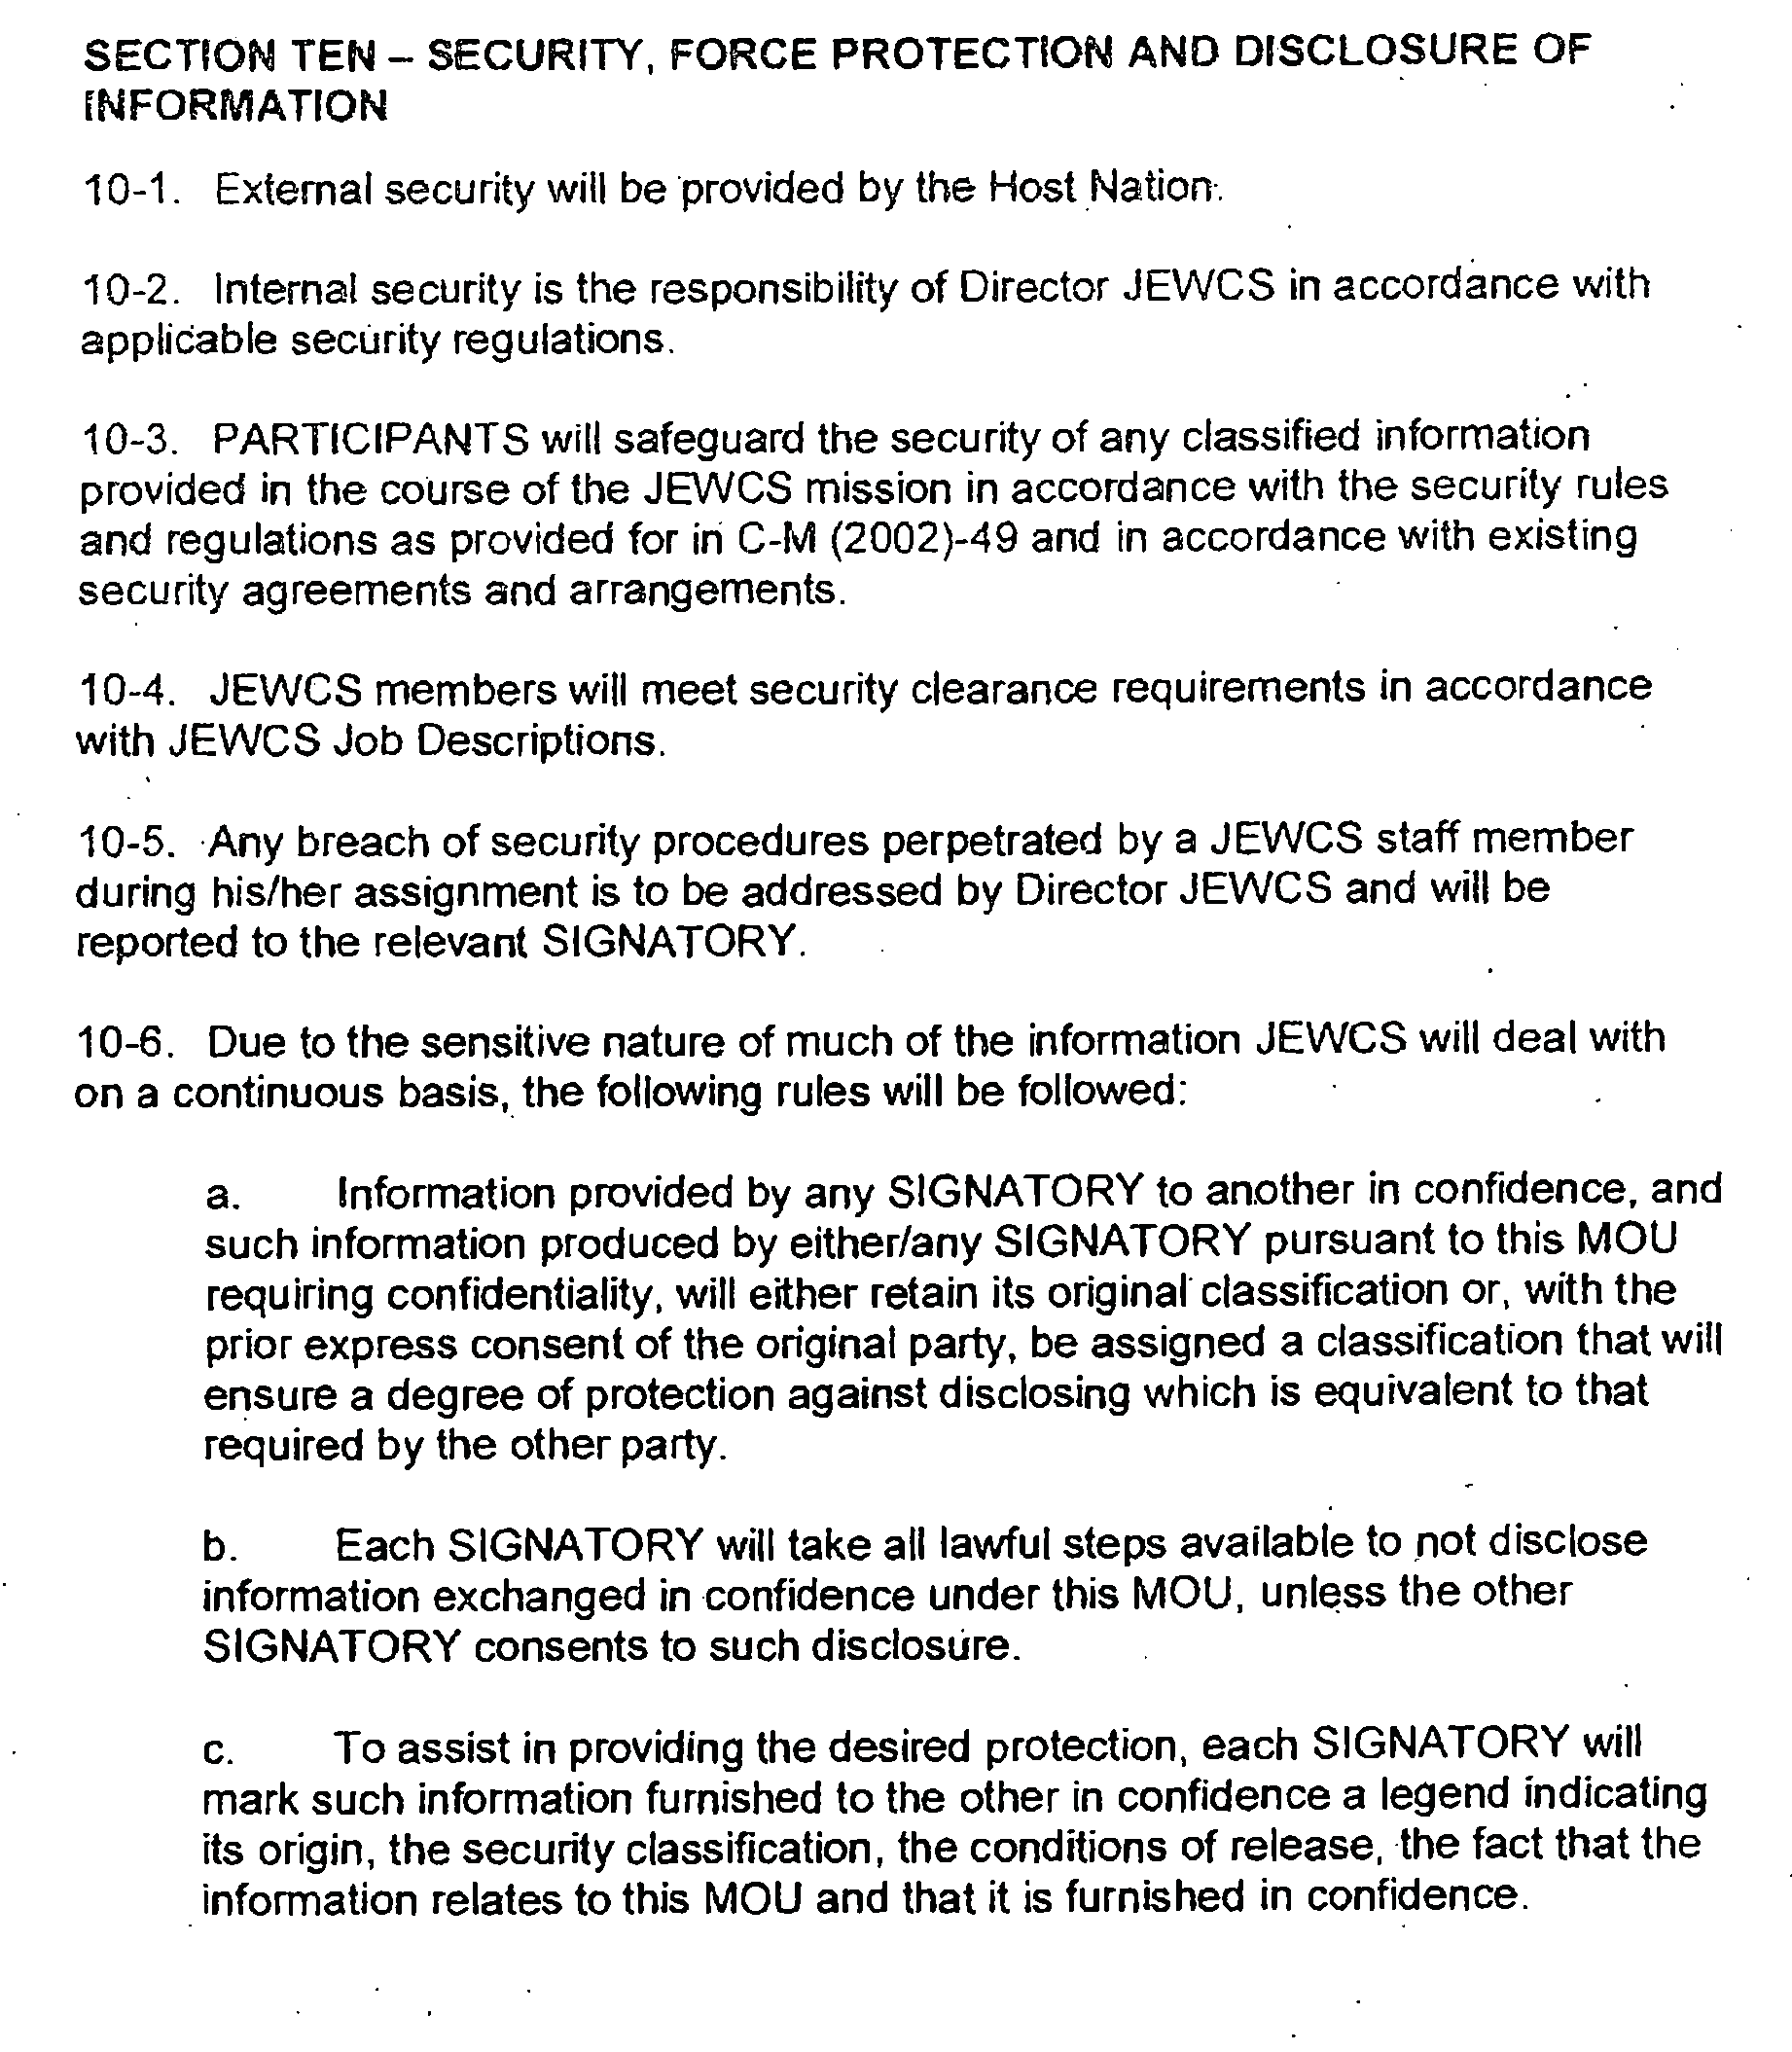 SECTION TEN – SECURITY, FORCE PROTECTION AND DISCLOSURE OF
INFORMATION
10-1. External security will be provided by the Host Nation.
10-2. Internal security is the responsibility of Director JEWCS in accordance with
applicable security regulations.
10-3. PARTICIPANTS will safeguard the security of any classified information
provided in the course of the JEWCS mission in accordance with the security rules
and regulations as provided for in C-M (2002)-49 and in accordance with existing
security agreements and arrangements.
10-4. JEWCS members will meet security clearance requirements in accordance
with JEWCS Job Descriptions.
10-5. Any breach of security procedures perpetrated by a JEWCS staff member
during his/her assignment is to be addressed by Director JEWCS and will be
reported to the relevant SIGNATORY.
10-6. Due to the sensitive nature of much of the information JEWCS will deal with
on a continuous basis, the following rules will be followed:
a. Information provided by any SIGNATORY to another in confidence, and
such information produced by either/any SIGNATORY pursuant to this MOU
requiring confidentiality, will either retain its original classification or, with the
prior express consent of the original party, be assigned a classification that will
ensure a degree of protection against disclosing which is equivalent to that
required by the other party.
b. Each SIGNATORY will take all lawful steps available to not disclose
information exchanged in confidence under this MOU, unless the other
SIGNATORY consents to such disclosure.
c. To assist in providing the desired protection, each SIGNATORY will
mark such information furnished to the other in confidence a legend indicating
its origin, the security classification, the conditions of release, the fact that the
information relates to this MOU and that it is furnished in confidence.